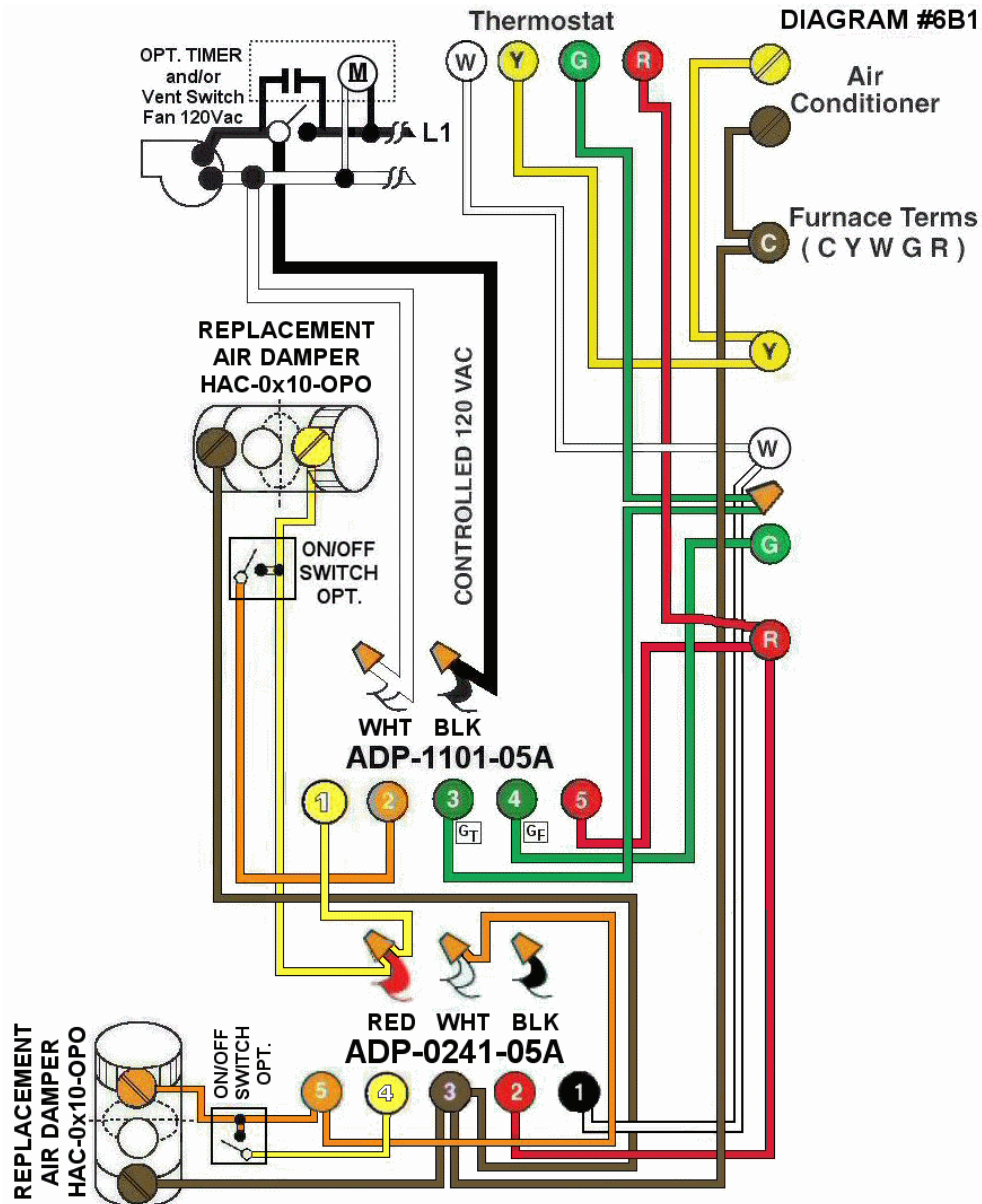 Thermostat
DIAGRAM #6B1
OPT. TIMER
and/or
Vent Switch
Fan 120Vac
M
L1
W
Y
G
R
Air
Conditioner
Furnace Terms
( C Y W G R )
C
Y
W
G
R
REPLACEMENT
AIR DAMPER
HAC-0x10-OPO
CONTROLLED 120 VAC
ON/OFF
SWITCH
OPT.
WHT BLK
ADP-1101-05A
1
2
3
4
5
GT
GF
RED WHT BLK
ADP-0241-05A
5
4
3
2
1
REPLACEMENT
AIR DAMPER
HAC-0x10-OPO
ON/OFF
SWITCH
OPT.